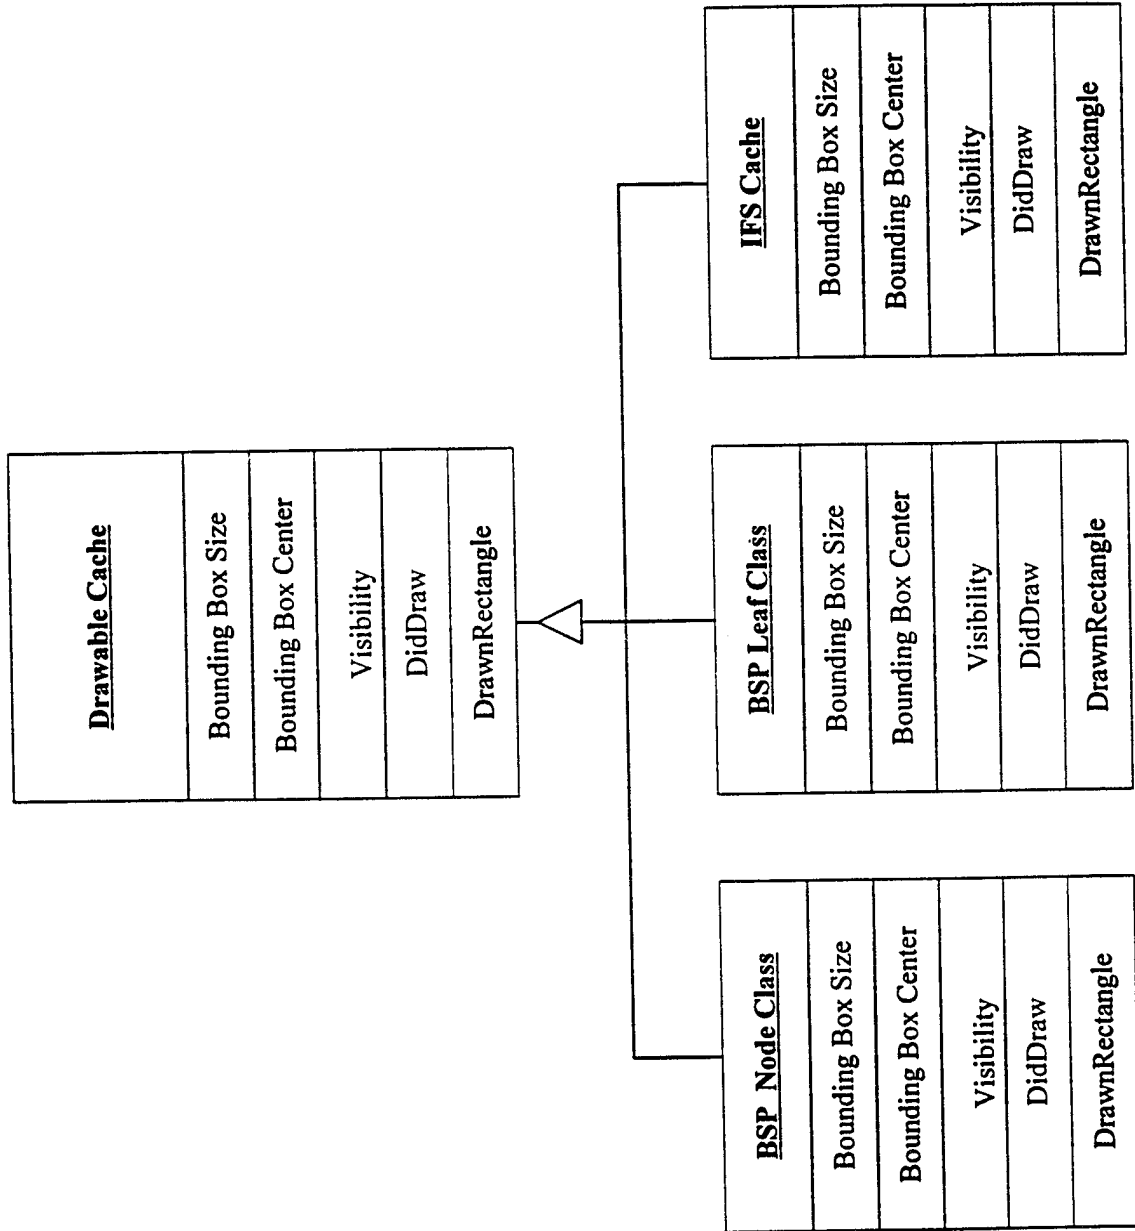 Drawable Cache
Bounding Box Size
Bounding Box Center
Visibility
DidDraw
DrawnRectangle
BSP Node Class
Bounding Box Size
Bounding Box Center
Visibility
DidDraw
DrawnRectangle
BSP Leaf Class
Bounding Box Size
Bounding Box Center
Visibility
DidDraw
DrawnRectangle
IFS Cache
Bounding Box Size
Bounding Box Center
Visibility
DidDraw
DrawnRectangle